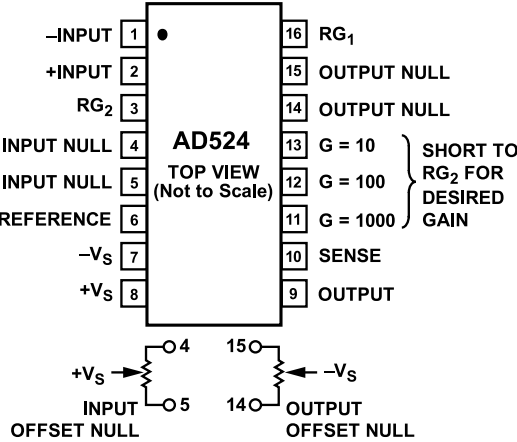 –INPUT 1
+INPUT 2
RG2 3
INPUT NULL 4
INPUT NULL 5
REFERENCE 6
–VS 7
+VS 8
AD524
TOP VIEW
(Not to Scale)
16 RG1
15 OUTPUT NULL
14 OUTPUT NULL
13 G = 10
12 G = 100
11 G = 1000
10 SENSE
9 OUTPUT
SHORT TO
RG2 FOR
DESIRED
GAIN
4
+VS
5
INPUT
OFFSET NULL
15
–VS
14
OUTPUT
OFFSET NULL